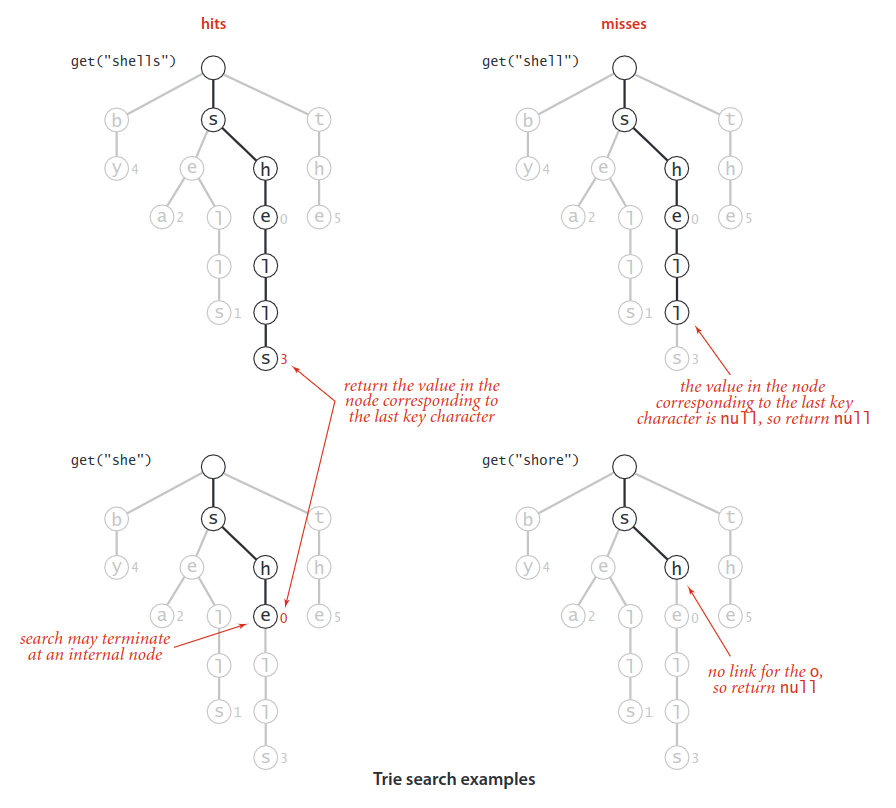 hits
misses
get("shells")
get("shell")
b s t
y 4 e h h
a 2 l e 0 e 5
l l
s 1 l
s 3
b s t
y 4 e h h
a 2 l e 0 e 5
l l
s 1 l
s 3
return the value in the
node corresponding to
the last key character
the value in the node
corresponding to the last key
character is null, so return null
get("she")
get("shore")
b s t
y 4 e h h
a 2 l e 0 e 5
l l
s 1 l
s 3
search may terminate
at an internal node
b s t
y 4 e h h
a 2 l e 0 e 5
l l
s 1 l
s 3
no link for the o,
so return null
Trie search examples